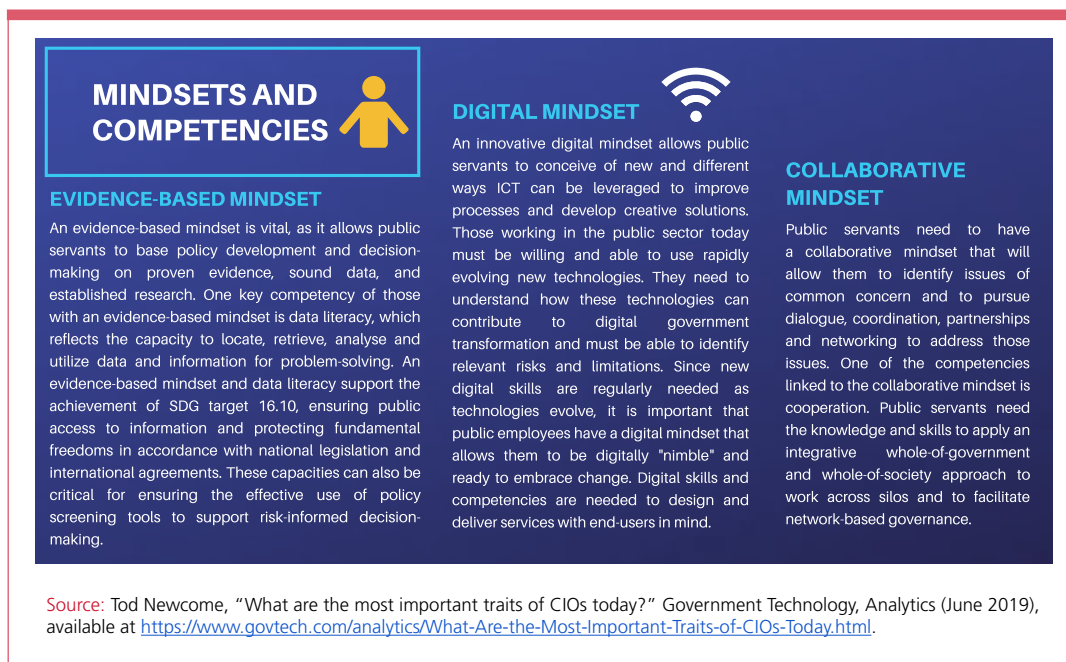 MINDSETS AND
COMPETENCIES
EVIDENCE-BASED MINDSET
An evidence-based mindset is vital, as it allows public
servants to base policy development and decision-
making on proven evidence, sound data, and
established research. One key competency of those
with an evidence-based mindset is data literacy, which
reflects the capacity to locate, retrieve, analyse and
utilize data and information for problem-solving. An
evidence-based mindset and data literacy support the
achievement of SDG target 16.10, ensuring public
access to information and protecting fundamental
freedoms in accordance with national legislation and
international agreements. These capacities can also be
critical for ensuring the effective use of policy
screening tools to support risk-informed decision-
making.
DIGITAL MINDSET
An innovative digital mindset allows public
servants to conceive of new and different
ways ICT can be leveraged to improve
processes and develop creative solutions.
Those working in the public sector today
must be willing and able to use rapidly
evolving new technologies. They need to
understand how these technologies can
contribute to digital government
transformation and must be able to identify
relevant risks and limitations. Since new
digital skills are regularly needed as
technologies evolve, it is important that
public employees have a digital mindset that
allows them to be digitally "nimble" and
ready to embrace change. Digital skills and
competencies are needed to design and
deliver services with end-users in mind.
COLLABORATIVE
MINDSET
Public servants need to have
a collaborative mindset that will
allow them to identify issues of
common concern and to pursue
dialogue, coordination, partnerships
and networking to address those
issues. One of the competencies
linked to the collaborative mindset is
cooperation. Public servants need
the knowledge and skills to apply an
integrative whole-of-government
and whole-of-society approach to
work across silos and to facilitate
network-based governance.
Source: Tod Newcome, “What are the most important traits of CIOs today?” Government Technology, Analytics (June 2019),
available at https://www.govtech.com/analytics/What-Are-the-Most-Important-Traits-of-CIOs-Today.html.